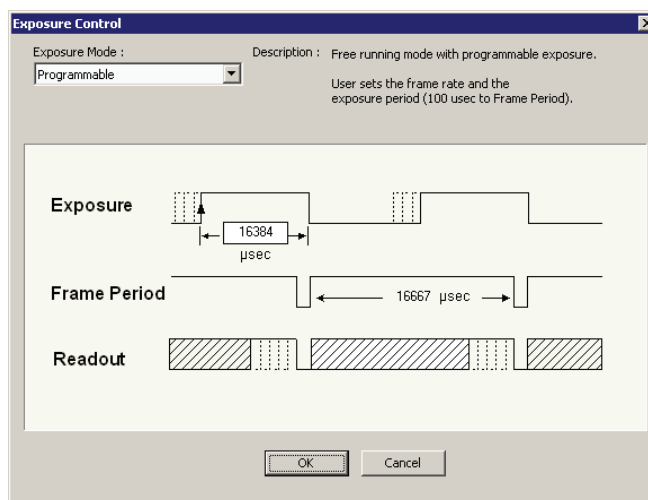 Exposure Control
Exposure Mode :
Programmable
Description :
Free running mode with programmable exposure.
User sets the frame rate and the
exposure period (100 usec to Frame Period).
Exposure
16384
µsec
Frame Period
16667 µsec
Readout
OK
Cancel